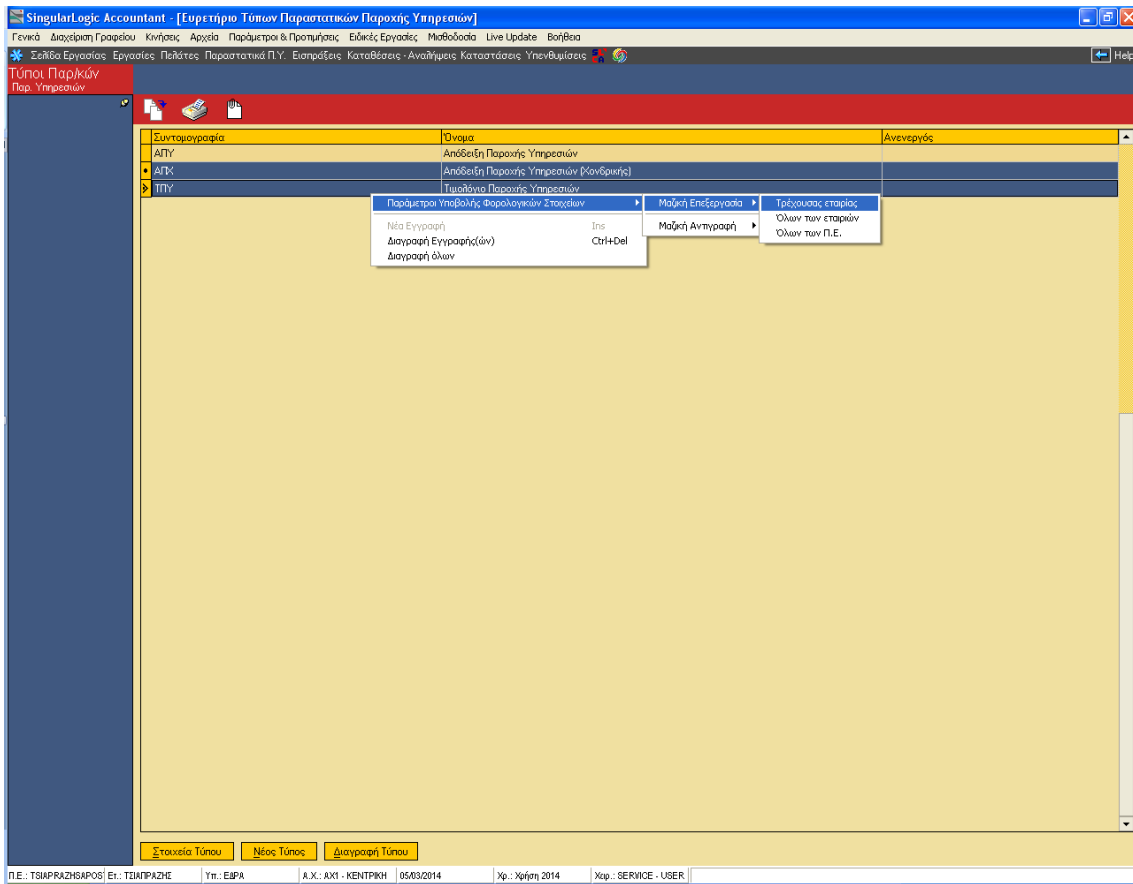 SingularLogic Accountant - [Ευρετήριο Τύπων Παραστατικών Παροχής Υπηρεσιών]
Γενικά Διαχείριση Γραφείου Κινήσεις Αρχεία Παράμετροι & Προτιμήσεις Ειδικές Εργασίες Μισθοδοσία Live Update Βοήθεια
Σελίδα Εργασίας Εργασίες Πελάτες Παραστατικά Π.Υ. Εισπράξεις Καταθέσεις - Αναλήψεις Καταστάσεις Υπενθυμίσεις Help
Τύποι Παρ/κών
Παρ. Υπηρεσιών
Συντομογραφία Όνομα Ανενεργός
ΑΠΥ Απόδειξη Παροχής Υπηρεσιών
ΑΠΧ Απόδειξη Παροχής Υπηρεσιών (Χονδρικής)
ΤΠΥ Τιμολόγιο Παροχής Υπηρεσιών
Παράμετροι Υποβολής Φορολογικών Στοιχείων Μαζική Επεξεργασία Τρέχουσας εταιρίας
Όλων των εταιριών
Νέα Εγγραφή Ins Μαζική Αντιγραφή
Όλων των Π.Ε.
Διαγραφή Εγγραφής(ών) Ctrl+Del
Διαγραφή όλων
Στοιχεία Τύπου Νέος Τύπος Διαγραφή Τύπου
Π.Ε.: TSIAPRAZHSAPOS Ετ.: ΤΣΙΑΠΡΑΖΗΣ Υπ.: ΕΔΡΑ Α.Χ.: ΑΧ1 - ΚΕΝΤΡΙΚΗ 05/03/2014 Χρ.: Χρήση 2014 Χειρ.: SERVICE - USER